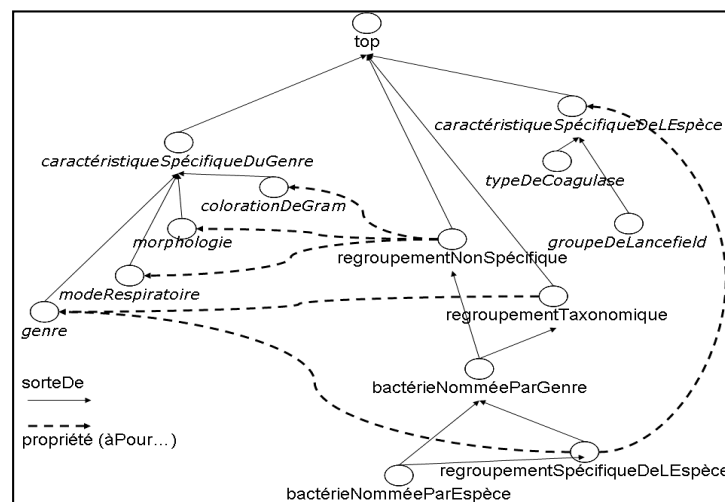 top
caractéristiqueSpécifiqueDeLEspèce
caractéristiqueSpécifiqueDuGenre
typeDeCoagulase
colorationDeGram
morphologie
groupeDeLancefield
regroupementNonSpécifique
modeRespiratoire
regroupementTaxonomique
genre
sorteDe
bactérieNomméeParGenre
propriété (àPour...)
regroupementSpécifiqueDeLEspèce
bactérieNomméeParEspèce